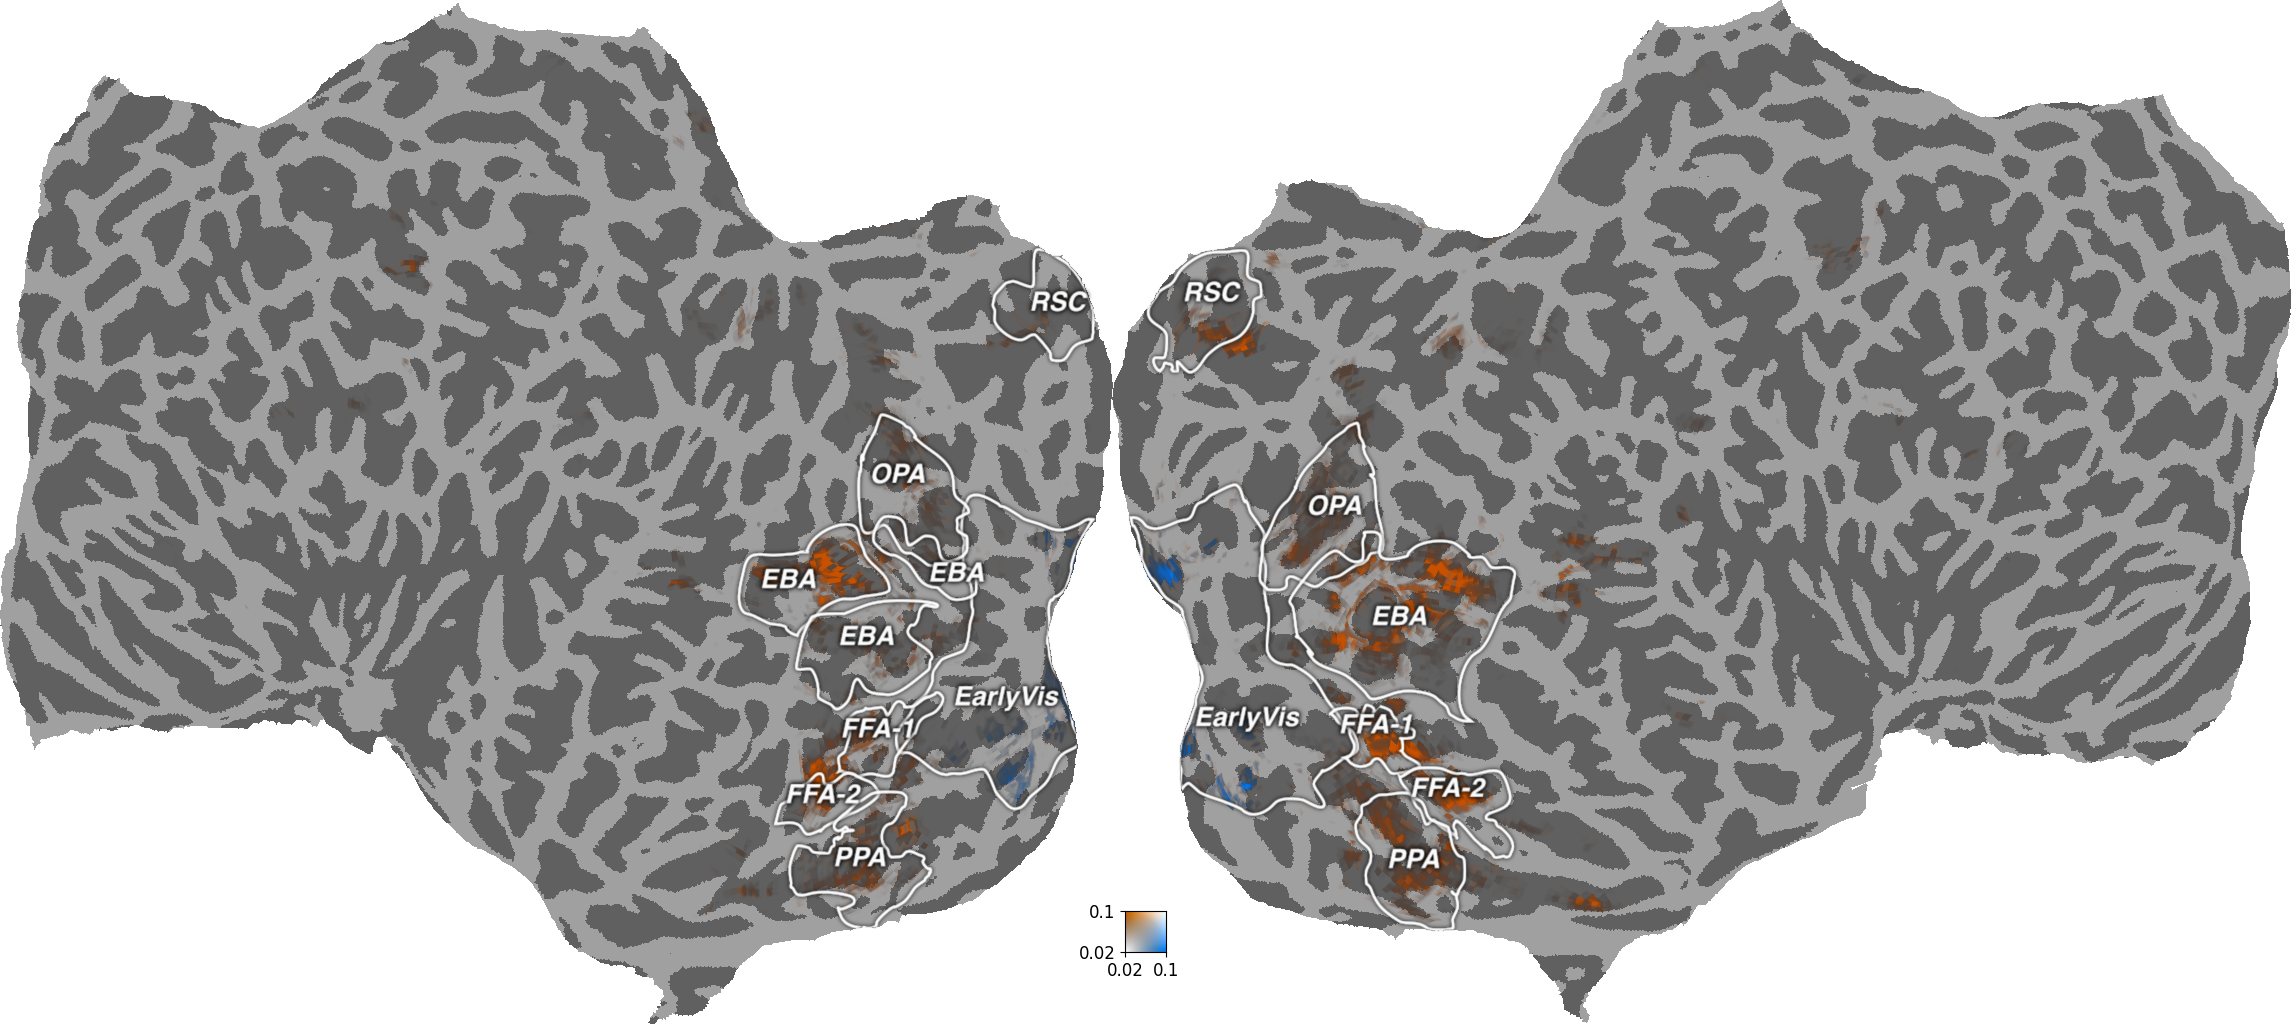 RSC
RSC
OPA
OPA
EBA
EBA
EBA
EBA
EarlyVis
EarlyVis
FFA-1
FFA-1
FFA-2
FFA-2
PPA
PPA
0.1
0.02
0.02 0.1